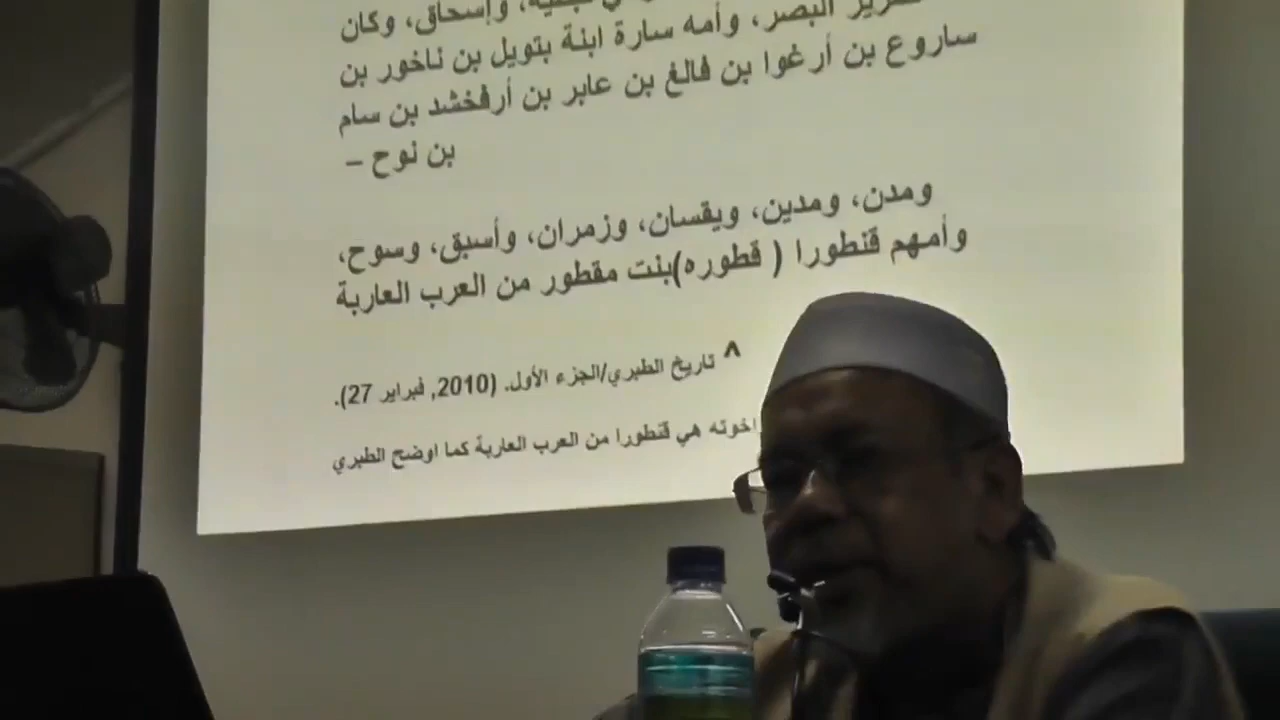 وإسحاق، وكان
البصر، وأمه سارة ابنة بتويل بن ناخور بن
ساروع بن أرغوا بن فالغ بن عابر بن أرفخشد بن سام
بن نوح –
ومدن، ومدين، ويقسان، وزمران، وأسبق، وسوح،
وأمهم قنطورا ( قطوره)بنت مقطور من العرب العاربة
^ تاريخ الطبري/الجزء الأول. (2010, فبراير 27).
اخوته هي قنطورا من العرب العاربة كما اوضح الطبري